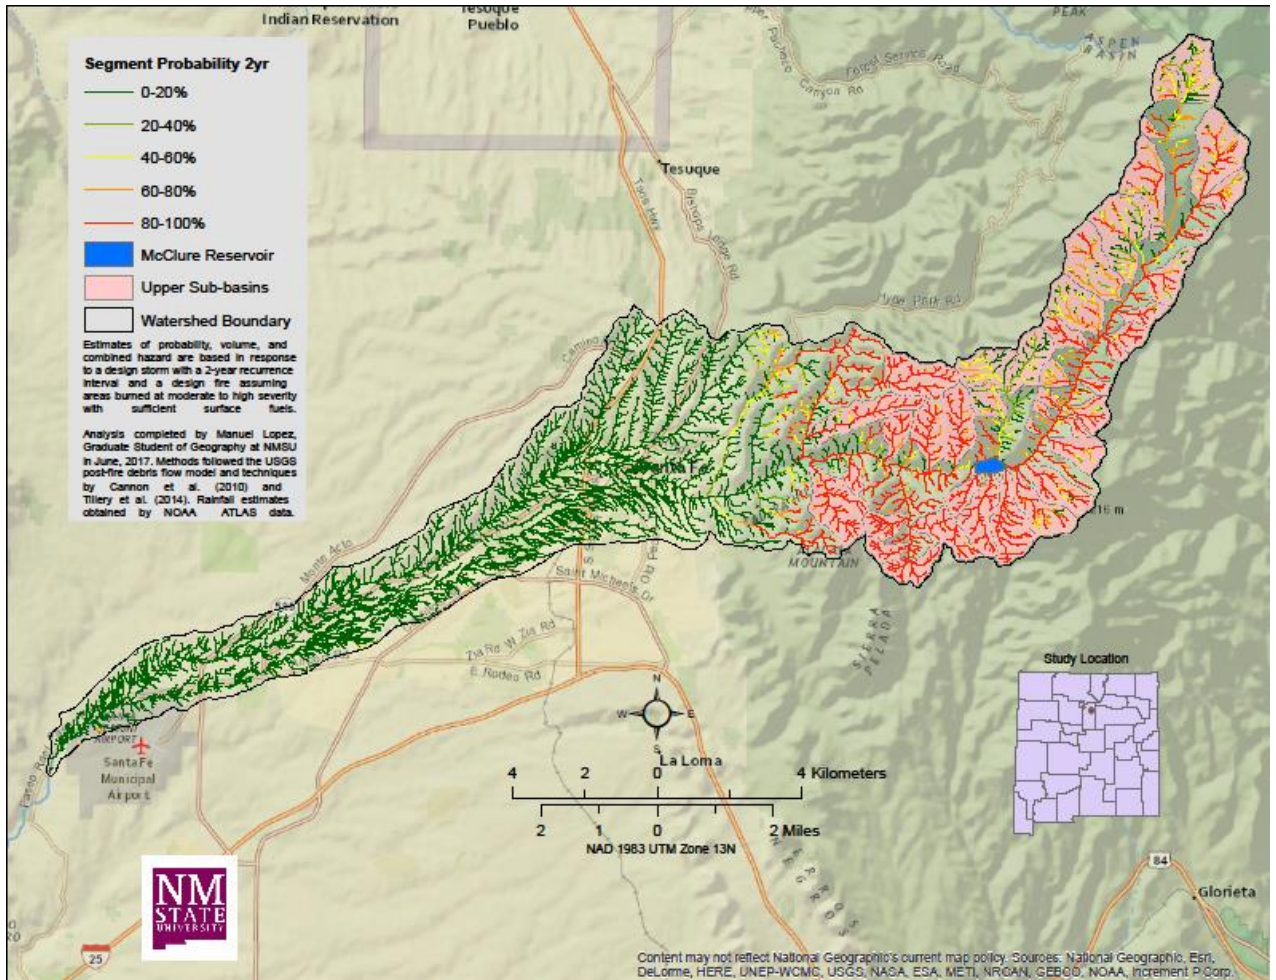 Indian Reservation
Tesuque
Pueblo
PEAK
ASPEN
BASIN
Forest Service Road
Canyon Rd
Segment Probability 2yr
0-20%
20-40%
40-60%
60-80%
80-100%
McClure Reservoir
Upper Sub-basins
Watershed Boundary
Estimates of probability, volume, and
combined hazard are based in response
to a design storm with a 2-year recurrence
interval and a design fire assuming
areas burned at moderate to high severity
with sufficient surface fuels.
Analysis completed by Manuel Lopez,
Graduate Student of Geography at NMSU
in June, 2017. Methods followed the USGS
post-fire debris flow model and techniques
by Cannon et al. (2010) and
Tillery et al. (2014). Rainfall estimates
obtained by NOAA ATLAS data.
Tesuque
Taos Hwy
Hyde Park Rd
Camino
MOUNTAIN
SIERRA
PELADA
Monte Alto
Saint Michaels Dr
Zia Rd W Zia Rd
E Rodeo Rd
AIRPORT
Santa Fe
Municipal
Airport
N
W
E
S
La Loma
4 2 0 4 Kilometers
2 1 0 2 Miles
NAD 1983 UTM Zone 13N
Study Location
84
Glorieta
25
NM
STATE
UNIVERSITY
Content may not reflect National Geographic's current map policy. Sources: National Geographic, Esri,
DeLorme, HERE, UNEP-WCMC, USGS, NASA, ESA, METI, NRCAN, GEBCO, NOAA, increment P Corp.